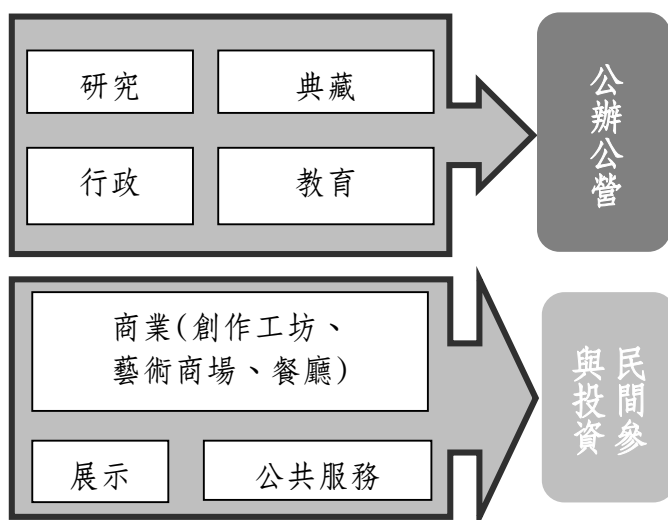 研究
典藏
行政
教育
公辦公營
商業(創作工坊、
藝術商場、餐廳)
展示
公共服務
民間參
與投資